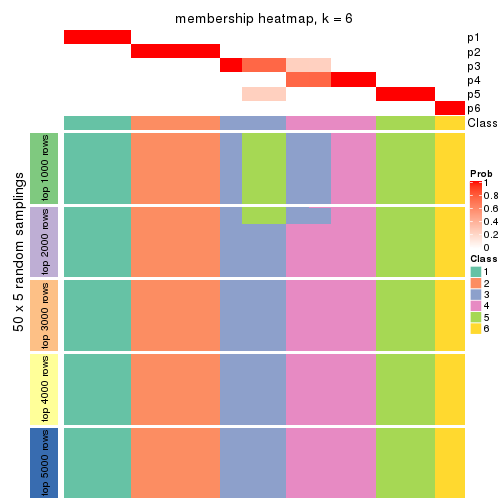 membership heatmap, k = 6
p1
p2
p3
p4
p5
p6
Class
50 x 5 random samplings
top 1000 rows
top 2000 rows
top 3000 rows
top 4000 rows
top 5000 rows
Prob
1
0.8
0.6
0.4
0.2
0
Class
1
2
3
4
5
6